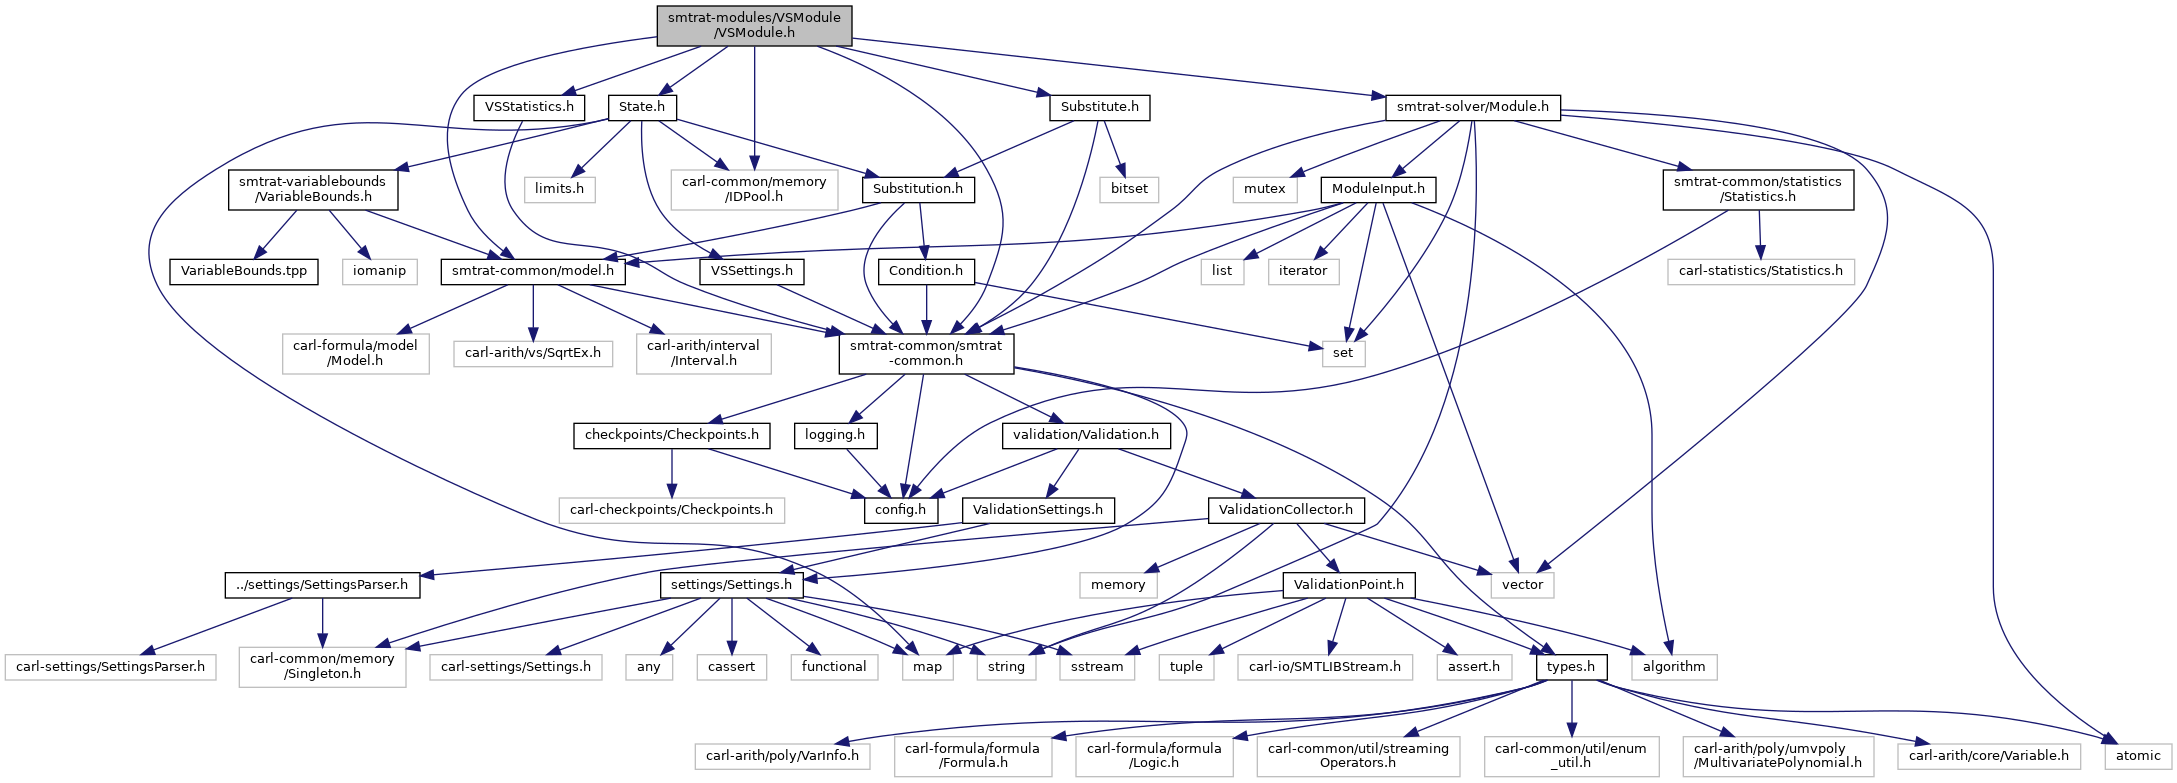 smtrat-modules/VSModule
/VSModule.h
VSStatistics.h
State.h
Substitute.h
smtrat-solver/Module.h
smtrat-variablebounds
/VariableBounds.h
limits.h
carl-common/memory
/IDPool.h
Substitution.h
bitset
mutex
ModuleInput.h
smtrat-common/statistics
/Statistics.h
VariableBounds.tpp
iomanip
smtrat-common/model.h
VSSettings.h
Condition.h
list
iterator
carl-statistics/Statistics.h
carl-formula/model
/Model.h
carl-arith/vs/SqrtEx.h
carl-arith/interval
/Interval.h
smtrat-common/smtrat
-common.h
set
checkpoints/Checkpoints.h
logging.h
validation/Validation.h
carl-checkpoints/Checkpoints.h
config.h
ValidationSettings.h
ValidationCollector.h
../settings/SettingsParser.h
settings/Settings.h
memory
ValidationPoint.h
vector
carl-settings/SettingsParser.h
carl-common/memory
/Singleton.h
carl-settings/Settings.h
any
cassert
functional
map
string
sstream
tuple
carl-io/SMTLIBStream.h
assert.h
types.h
algorithm
carl-arith/poly/VarInfo.h
carl-formula/formula
/Formula.h
carl-formula/formula
/Logic.h
carl-common/util/streaming
Operators.h
carl-common/util/enum
_util.h
carl-arith/poly/umvpoly
/MultivariatePolynomial.h
carl-arith/core/Variable.h
atomic